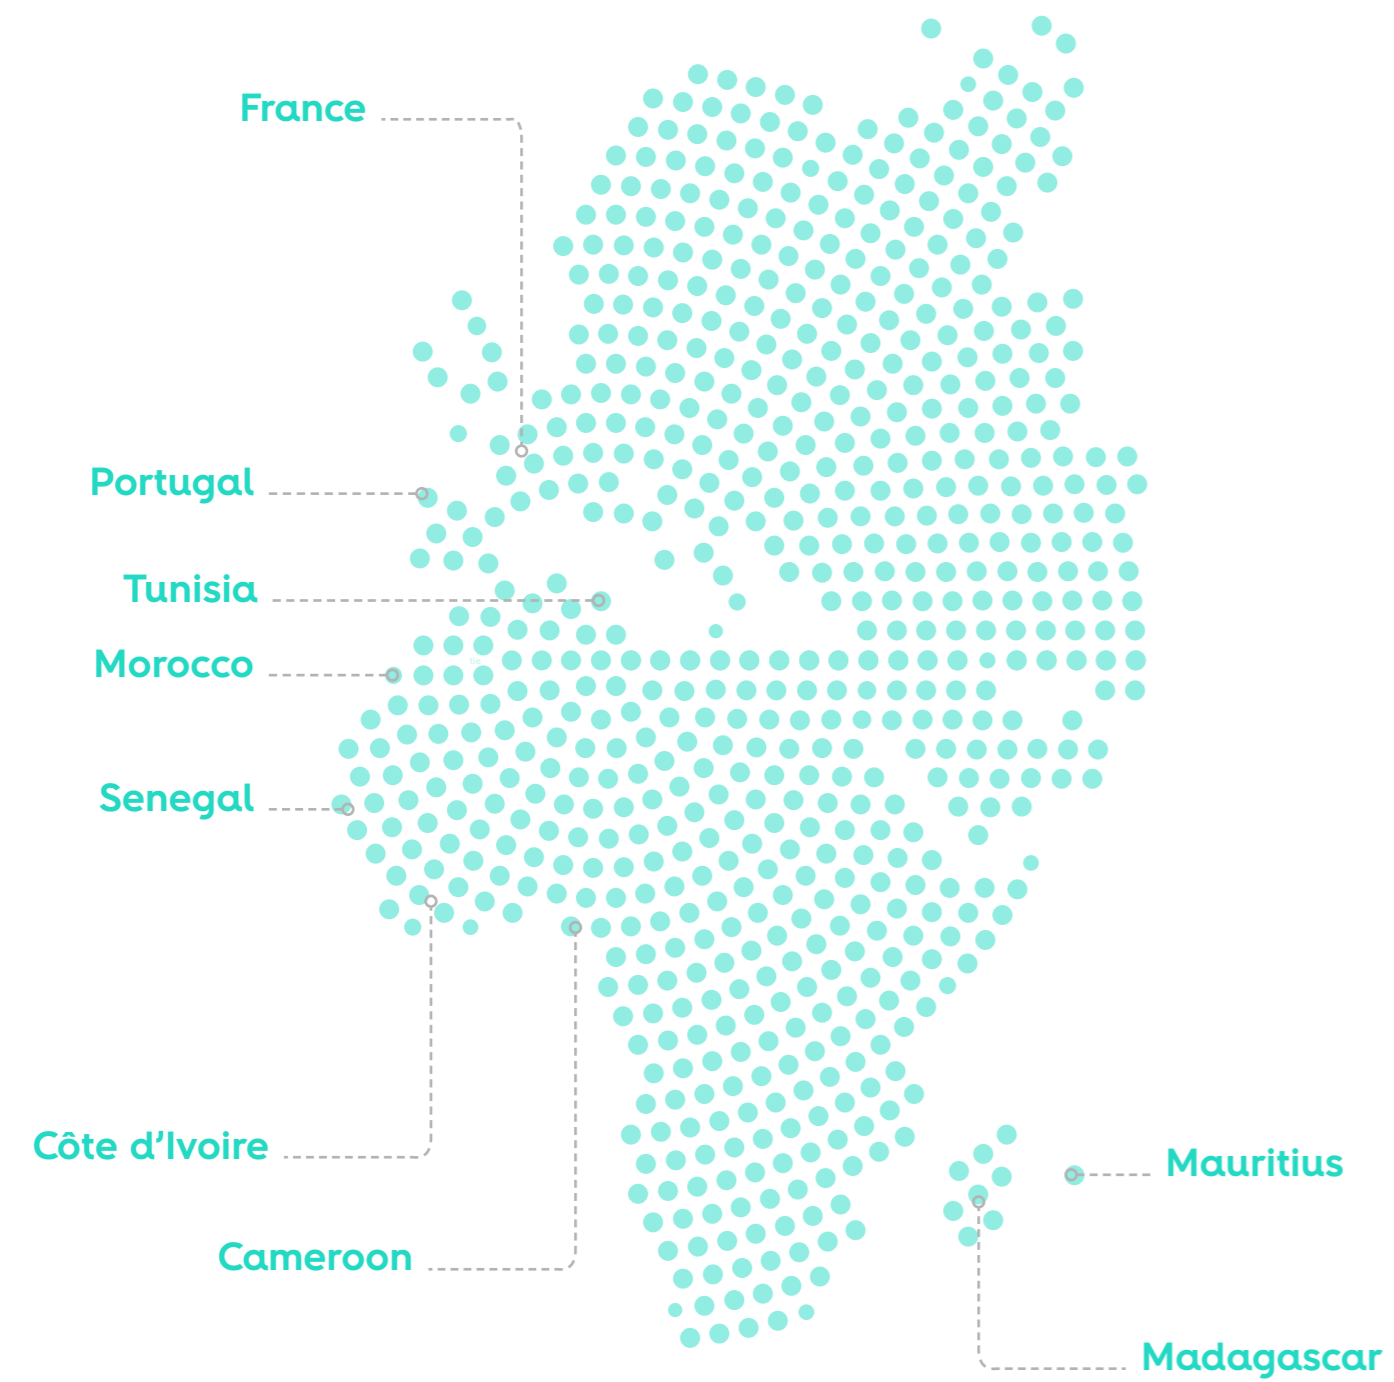 France
Portugal
Tunisia
Morocco
Senegal
Côte d’Ivoire
Mauritius
Cameroon
Madagascar